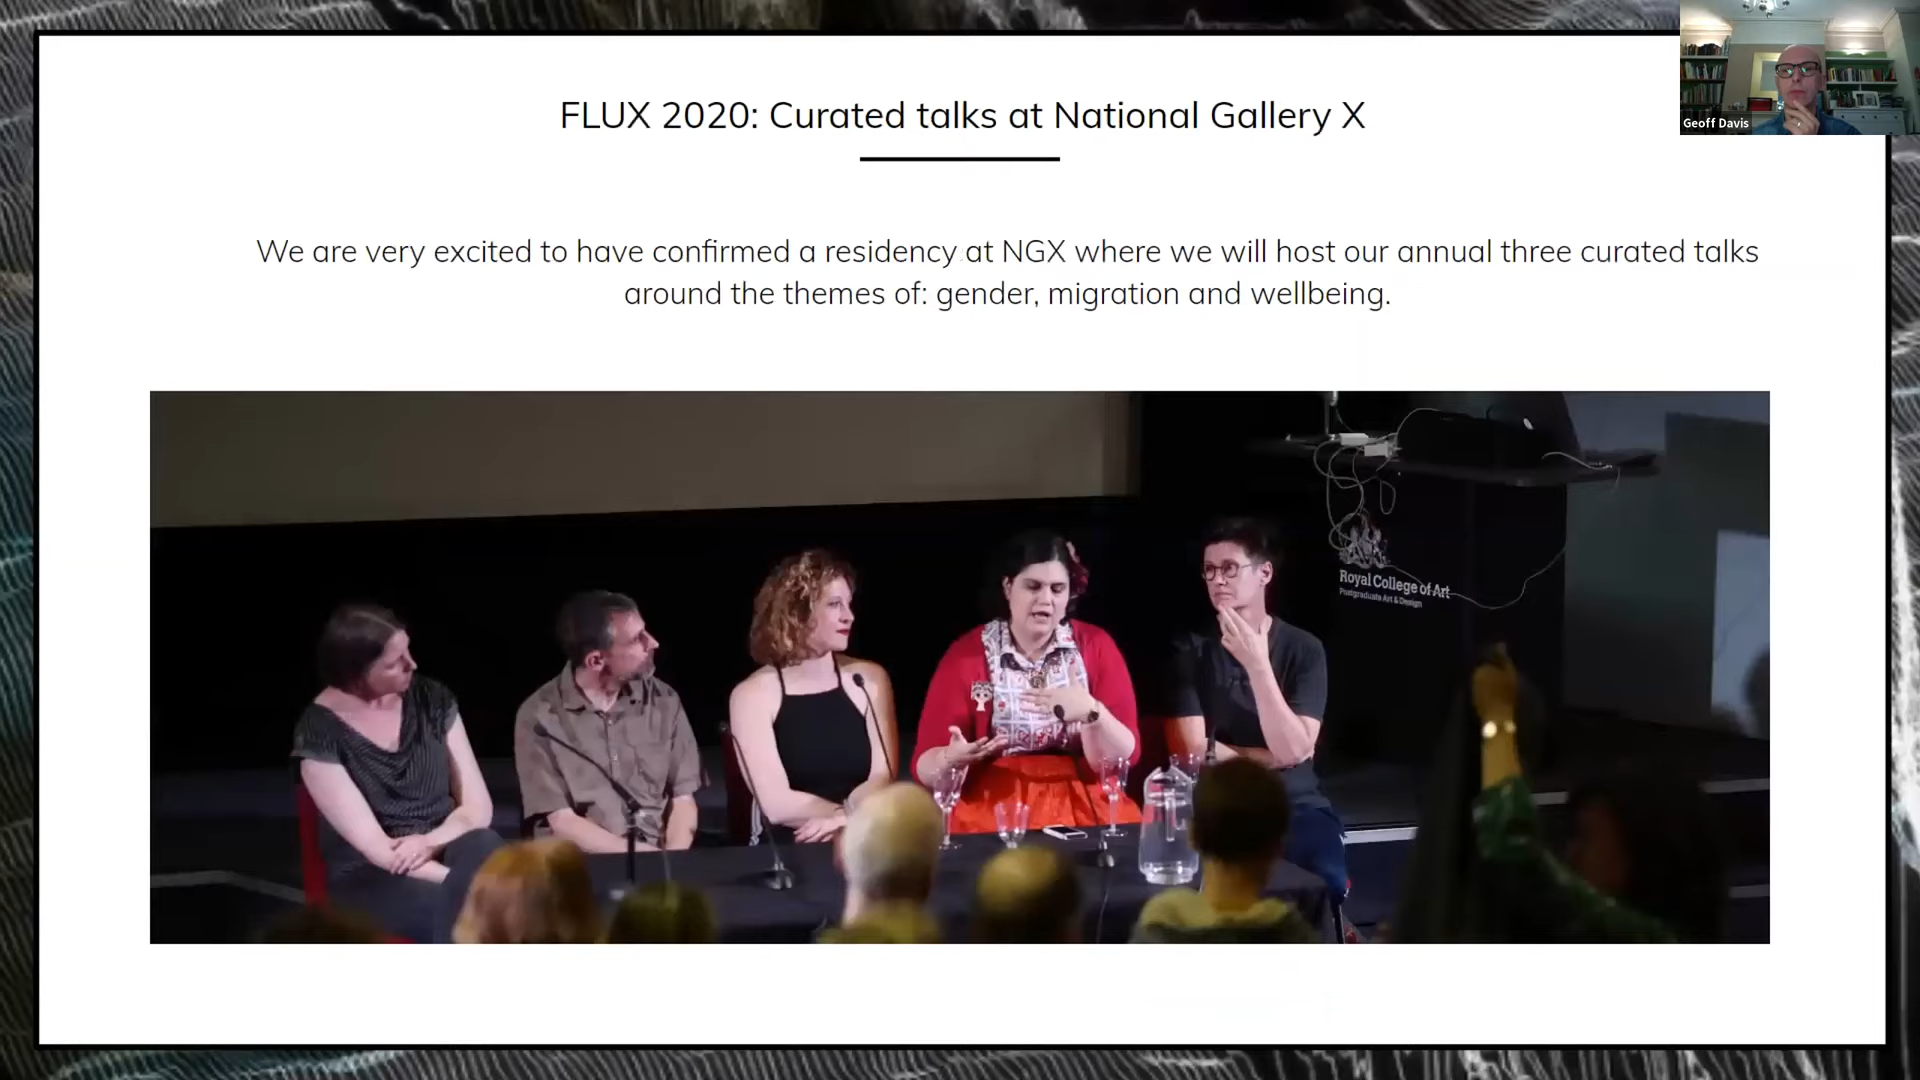 FLUX 2020: Curated talks at National Gallery X
Geoff Davis
We are very excited to have confirmed a residency at NGX where we will host our annual three curated talks
around the themes of: gender, migration and wellbeing.
Royal College of Art
Postgraduate Art & Design